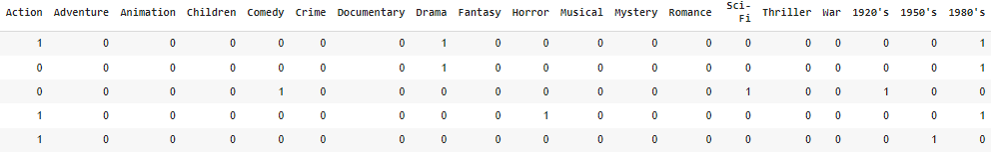 Action Adventure Animation Children Comedy Crime Documentary Drama Fantasy Horror Musical Mystery Romance Sci-Fi Thriller War 1920's 1950's 1980's
1 0 0 0 0 0 0 1 0 0 0 0 0 0 0 0 0 0 1
0 0 0 0 0 0 0 1 0 0 0 0 0 0 0 0 0 0 1
0 0 0 0 1 0 0 0 0 0 0 0 0 1 0 0 1 0 0
1 0 0 0 0 0 0 0 0 1 0 0 0 0 0 0 0 0 1
1 0 0 0 0 0 0 0 0 0 0 0 0 0 0 0 0 1 0